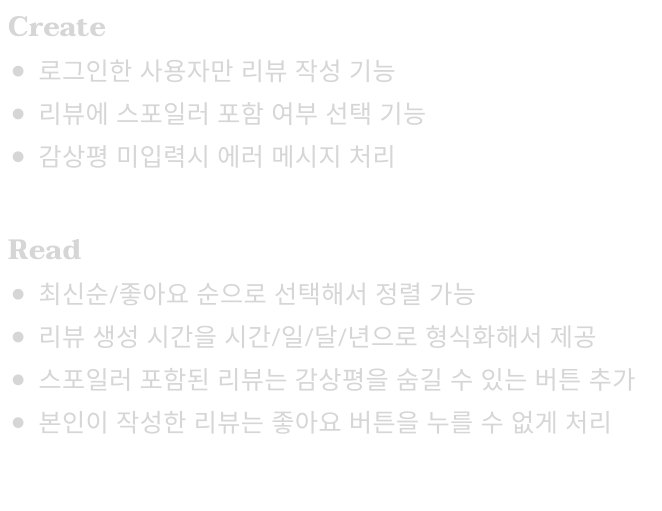 Create
● 로그인한 사용자만 리뷰 작성 기능
● 리뷰에 스포일러 포함 여부 선택 기능
● 감상평 미입력시 에러 메시지 처리
Read
● 최신순/좋아요 순으로 선택해서 정렬 가능
● 리뷰 생성 시간을 시간/일/달/년으로 형식화해서 제공
● 스포일러 포함된 리뷰는 감상평을 숨길 수 있는 버튼 추가
● 본인이 작성한 리뷰는 좋아요 버튼을 누를 수 없게 처리